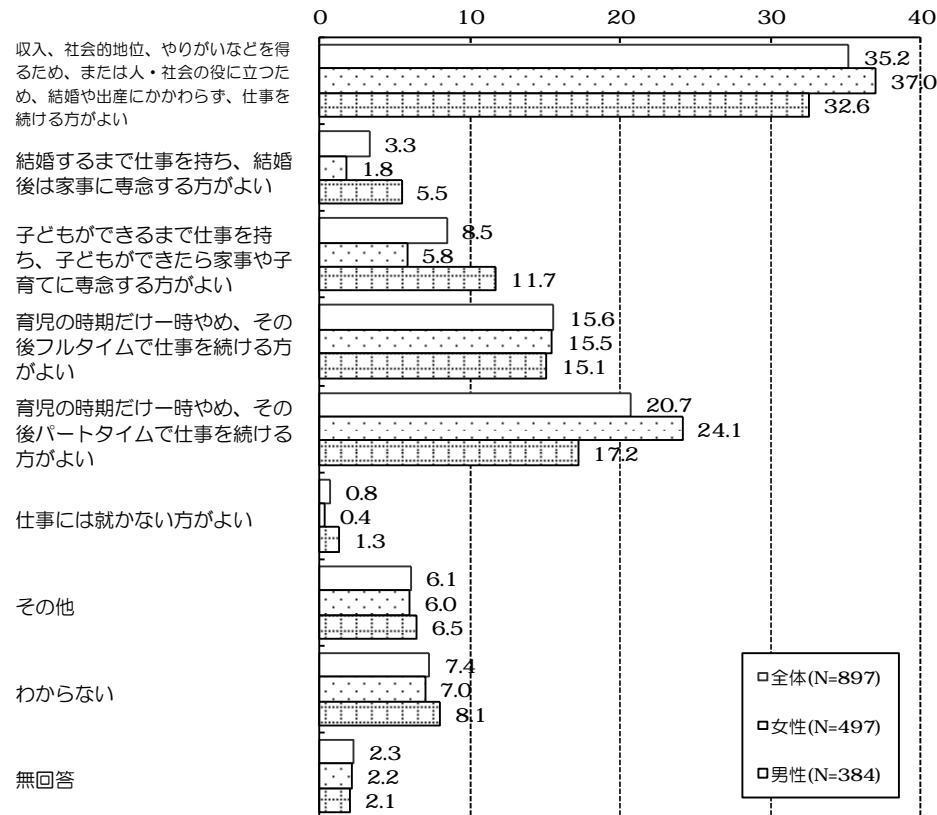 0 10 20 30 40
収入、社会的地位、やりがいなどを得
るため、または人・社会の役に立つた
め、結婚や出産にかかわらず、仕事を
続ける方がよい
35.2
37.0
32.6
結婚するまで仕事を持ち、結婚
後は家事に専念する方がよい
3.3
1.8
5.5
子どもができるまで仕事を持
ち、子どもができたら家事や子
育てに専念する方がよい
8.5
5.8
11.7
育児の時期だけ一時やめ、その
後フルタイムで仕事を続ける方
がよい
15.6
15.5
15.1
育児の時期だけ一時やめ、その
後パートタイムで仕事を続ける
方がよい
20.7
24.1
17.2
仕事には就かない方がよい
0.8
0.4
1.3
その他
6.1
6.0
6.5
わからない
7.4
7.0
8.1
無回答
2.3
2.2
2.1
全体(N=897)
女性(N=497)
男性(N=384)